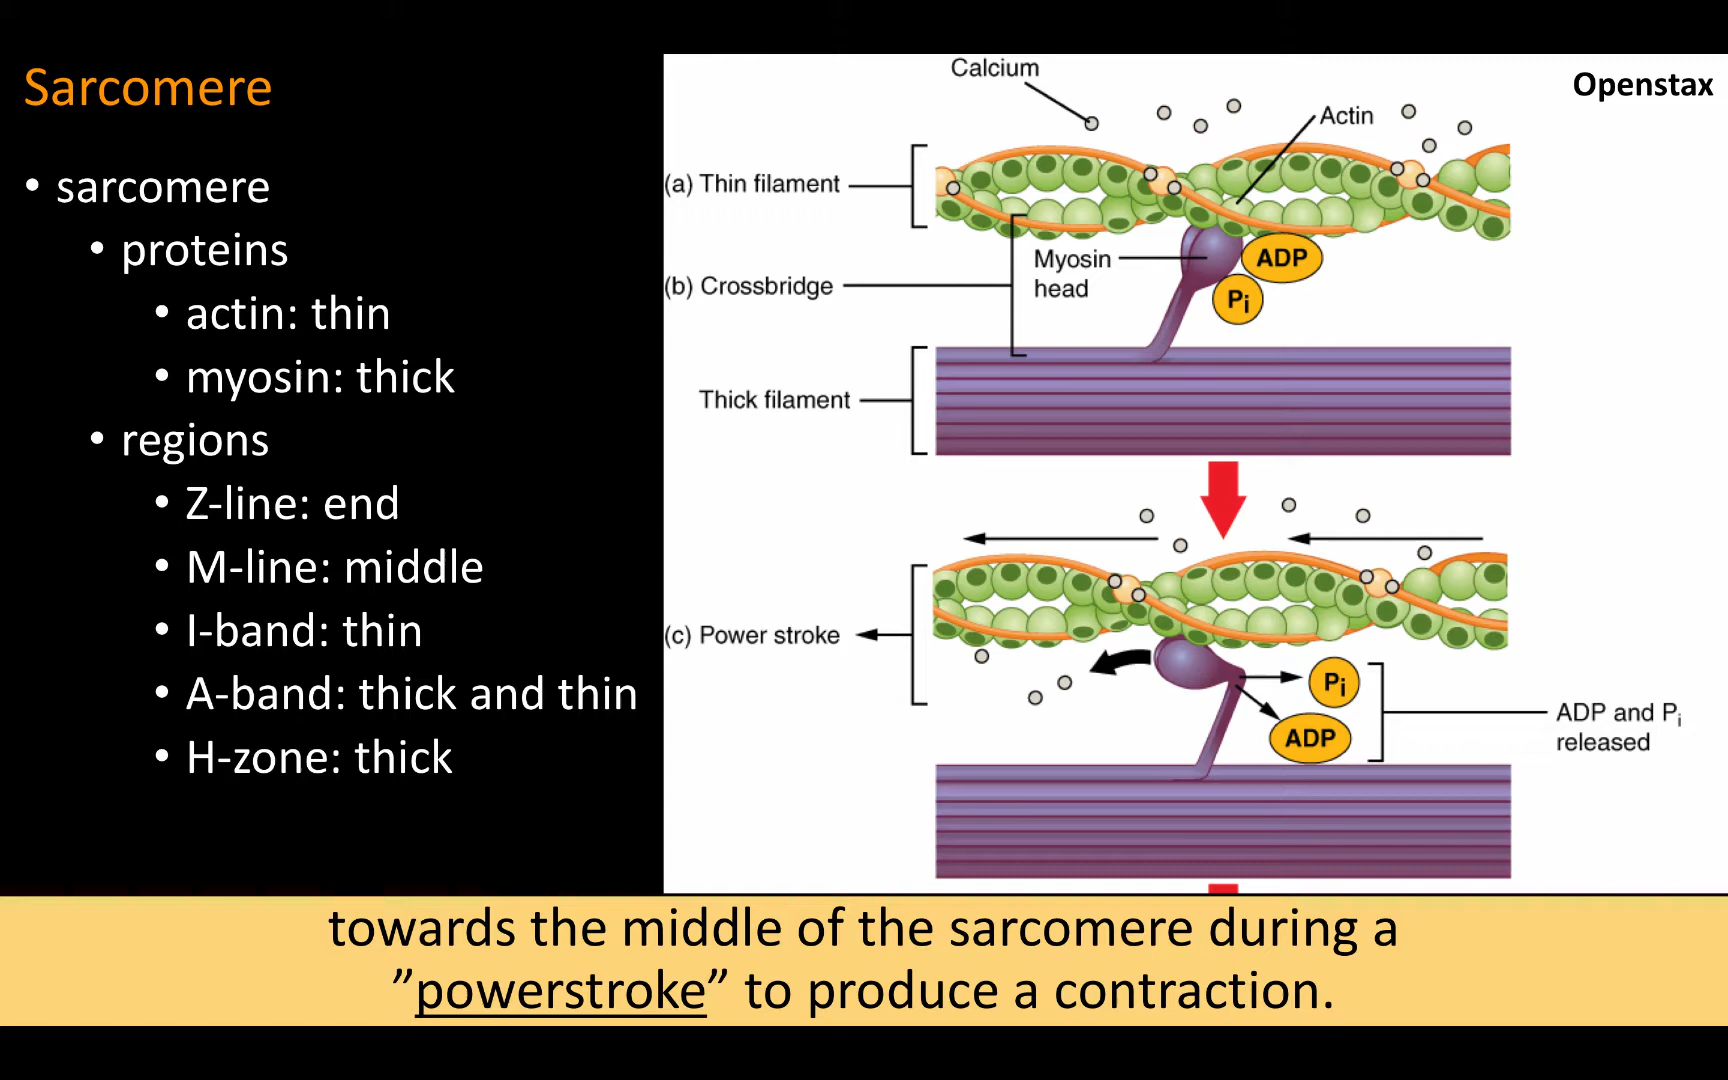 Sarcomere
• sarcomere
• proteins
• actin: thin
• myosin: thick
• regions
• Z-line: end
• M-line: middle
• I-band: thin
• A-band: thick and thin
• H-zone: thick
Openstax
Calcium
Actin
(a) Thin filament
Myosin
head
ADP
Pi
(b) Crossbridge
Thick filament
(c) Power stroke
Pi
ADP
ADP and Pi
released
towards the middle of the sarcomere during a
”powerstroke” to produce a contraction.